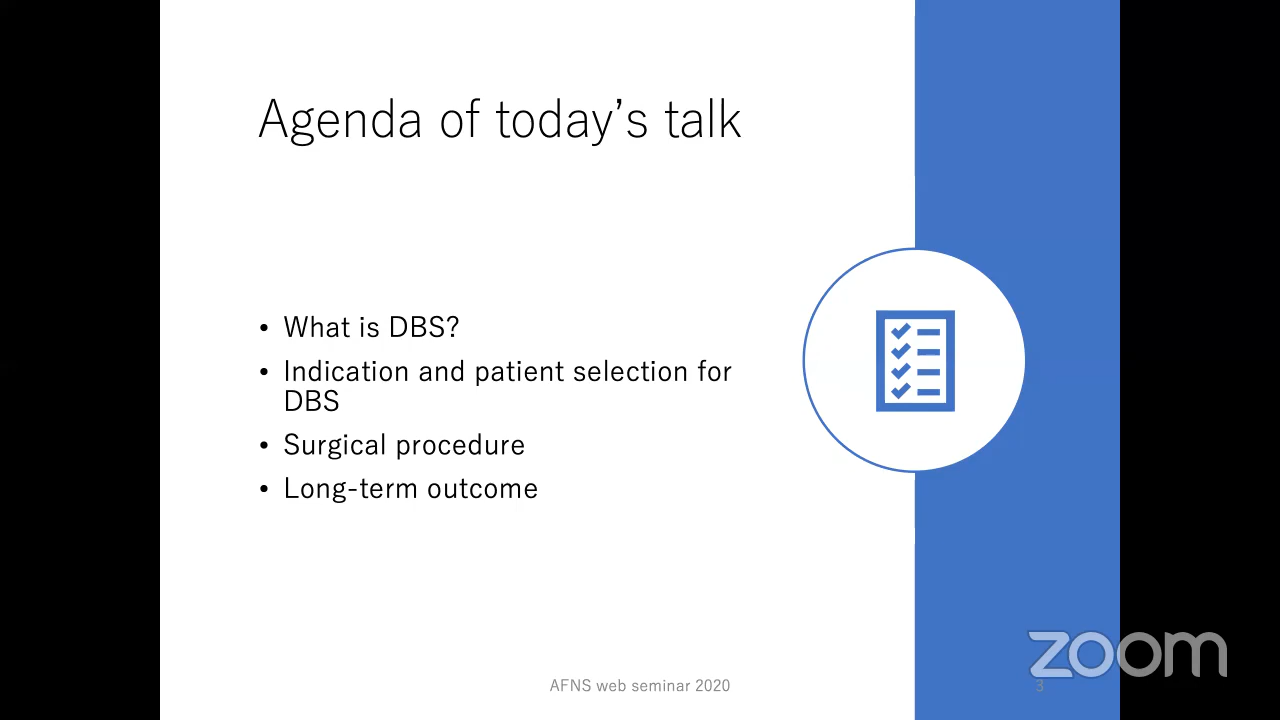 Agenda of today’s talk
• What is DBS?
• Indication and patient selection for
DBS
• Surgical procedure
• Long-term outcome
zoom
AFNS web seminar 2020
3